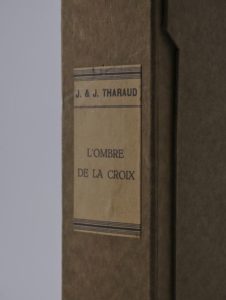 J. & J. THARAUD
L'OMBRE
DE LA CROIX